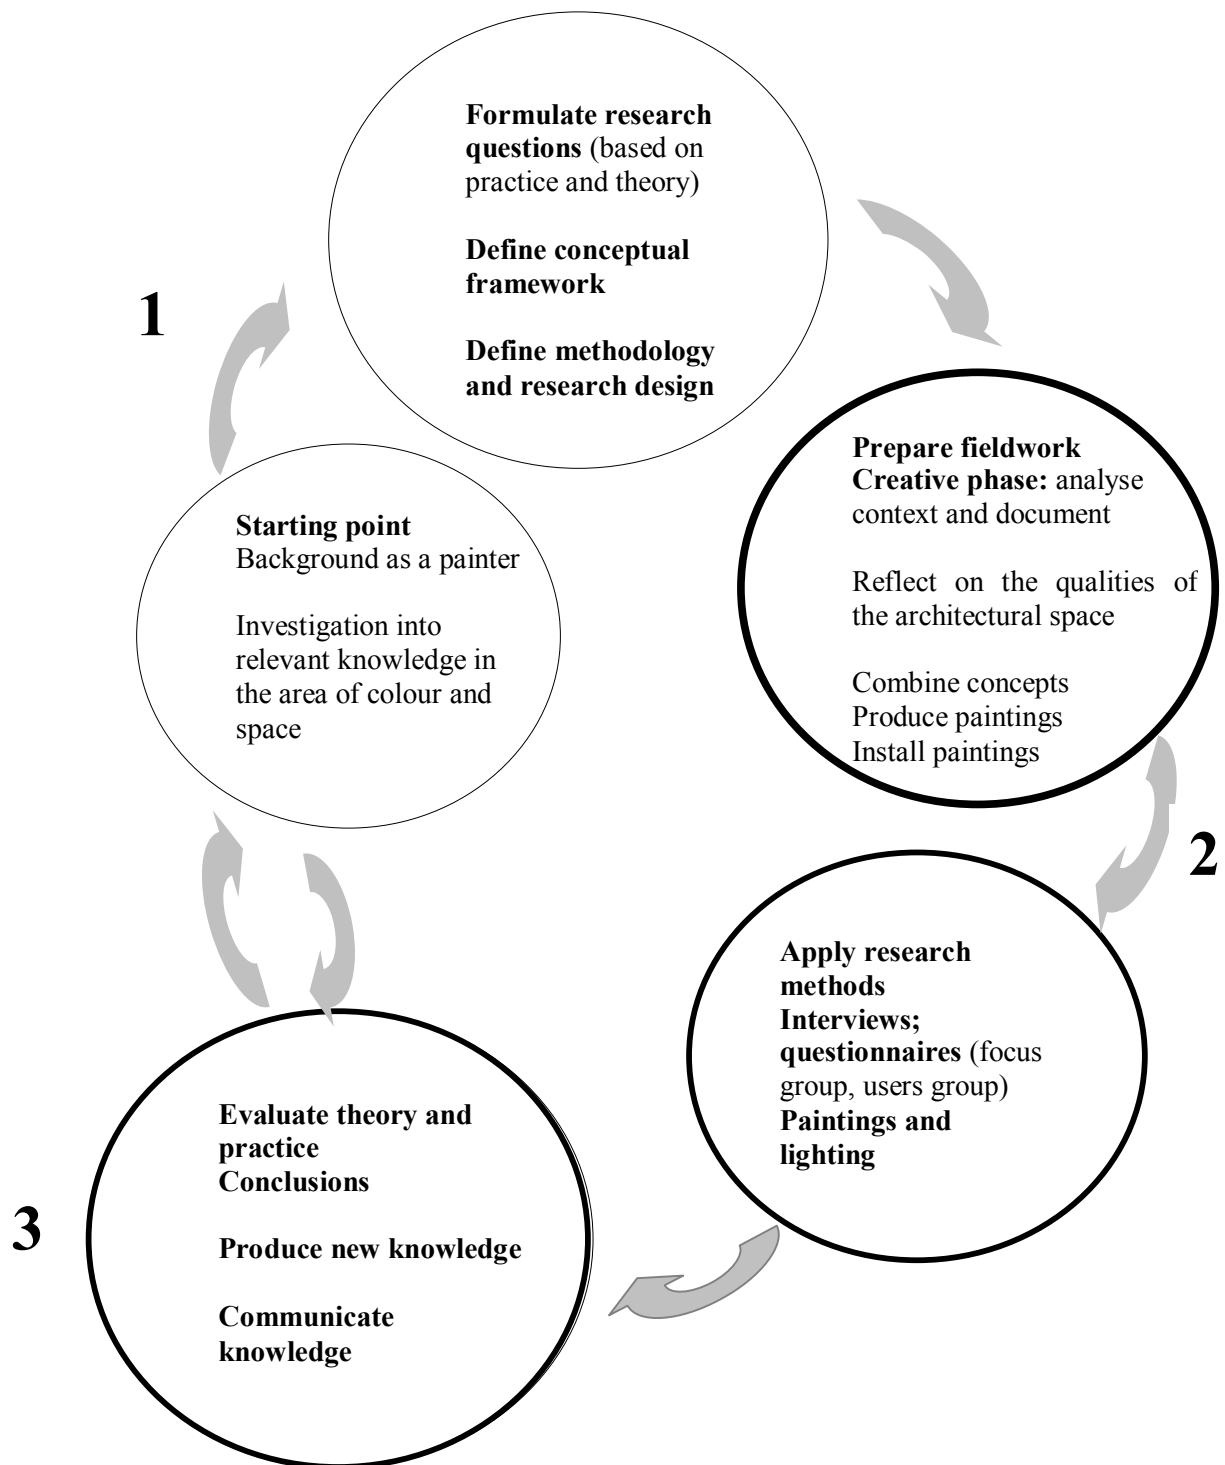 1
Formulate research
questions (based on
practice and theory)
Define conceptual
framework
Define methodology
and research design
Starting point
Background as a painter
Investigation into
relevant knowledge in
the area of colour and
space
Prepare fieldwork
Creative phase: analyse
context and document
Reflect on the qualities of
the architectural space
Combine concepts
Produce paintings
Install paintings
2
Apply research
methods
Interviews;
questionnaires (focus
group, users group)
Paintings and
lighting
3
Evaluate theory and
practice
Conclusions
Produce new knowledge
Communicate
knowledge